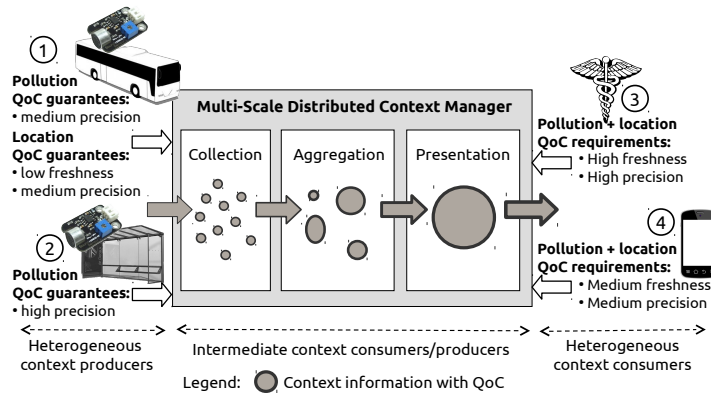 1
Pollution
QoC guarantees:
• medium precision
Location
QoC guarantees:
• low freshness
• medium precision
2
Pollution
QoC guarantees:
• high precision
Multi-Scale Distributed Context Manager
Collection
Aggregation
Presentation
3
Pollution + location
QoC requirements:
• High freshness
• High precision
4
Pollution + location
QoC requirements:
• Medium freshness
• Medium precision
Heterogeneous
context producers
Intermediate context consumers/producers
Heterogeneous
context consumers
Legend:
Context information with QoC